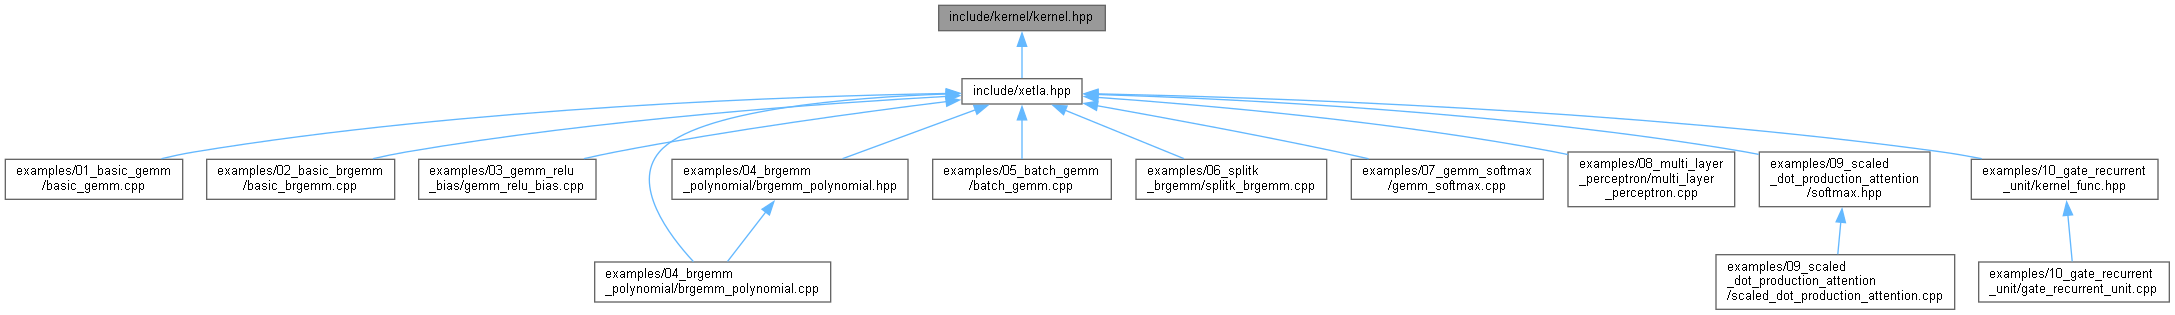 include/kernel/kernel.hpp
include/xetla.hpp
examples/01_basic_gemm
/basic_gemm.cpp
examples/02_basic_brgemm
/basic_brgemm.cpp
examples/03_gemm_relu
_bias/gemm_relu_bias.cpp
examples/04_brgemm
_polynomial/brgemm_polynomial.hpp
examples/05_batch_gemm
/batch_gemm.cpp
examples/06_splitk
_brgemm/splitk_brgemm.cpp
examples/07_gemm_softmax
/gemm_softmax.cpp
examples/08_multi_layer
_perceptron/multi_layer
_perceptron.cpp
examples/09_scaled
_dot_production_attention
/softmax.hpp
examples/10_gate_recurrent
_unit/kernel_func.hpp
examples/04_brgemm
_polynomial/brgemm_polynomial.cpp
examples/09_scaled
_dot_production_attention
/scaled_dot_production_attention.cpp
examples/10_gate_recurrent
_unit/gate_recurrent_unit.cpp